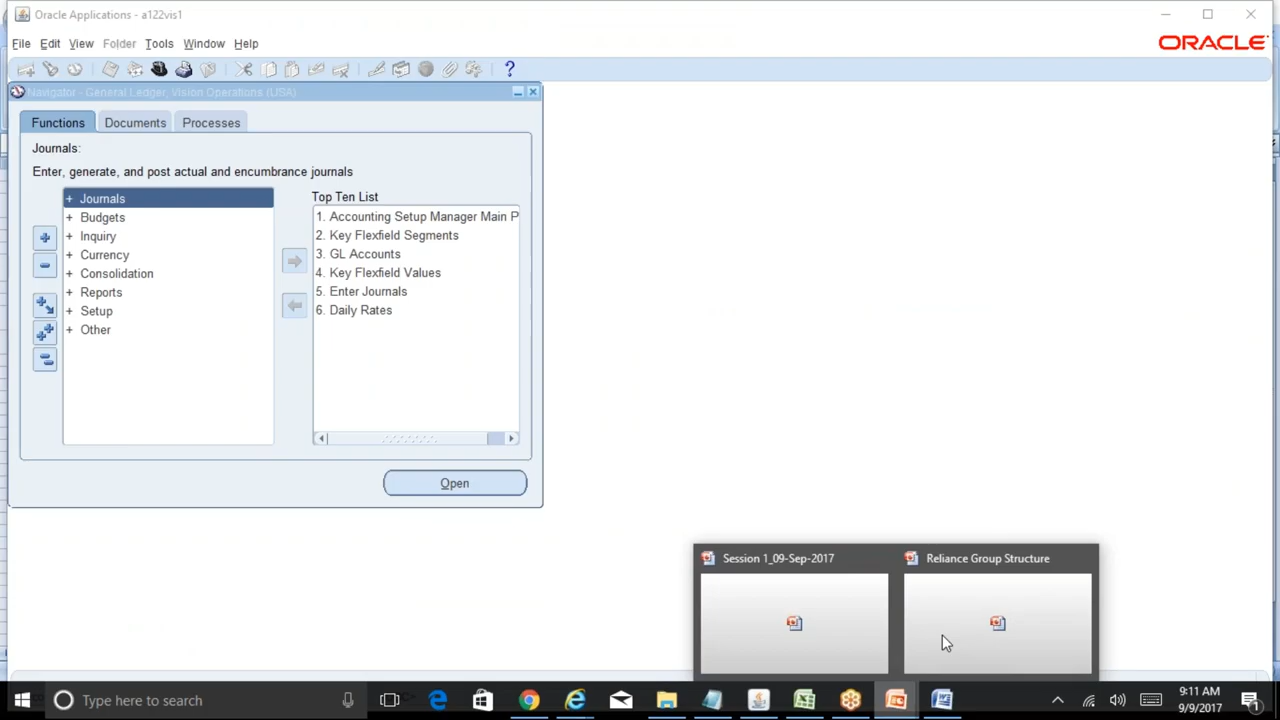 Oracle Applications - a122vis1
File Edit View Folder Tools Window Help
ORACLE
Navigator - General Ledger, Vision Operations (USA)
Functions Documents Processes
Journals:
Enter, generate, and post actual and encumbrance journals
+ Journals
+ Budgets
+ Inquiry
+ Currency
+ Consolidation
+ Reports
+ Setup
+ Other
Top Ten List
1. Accounting Setup Manager Main P
2. Key Flexfield Segments
3. GL Accounts
4. Key Flexfield Values
5. Enter Journals
6. Daily Rates
Open
Session 1_09-Sep-2017
Reliance Group Structure
Type here to search
9:11 AM
9/9/2017
1